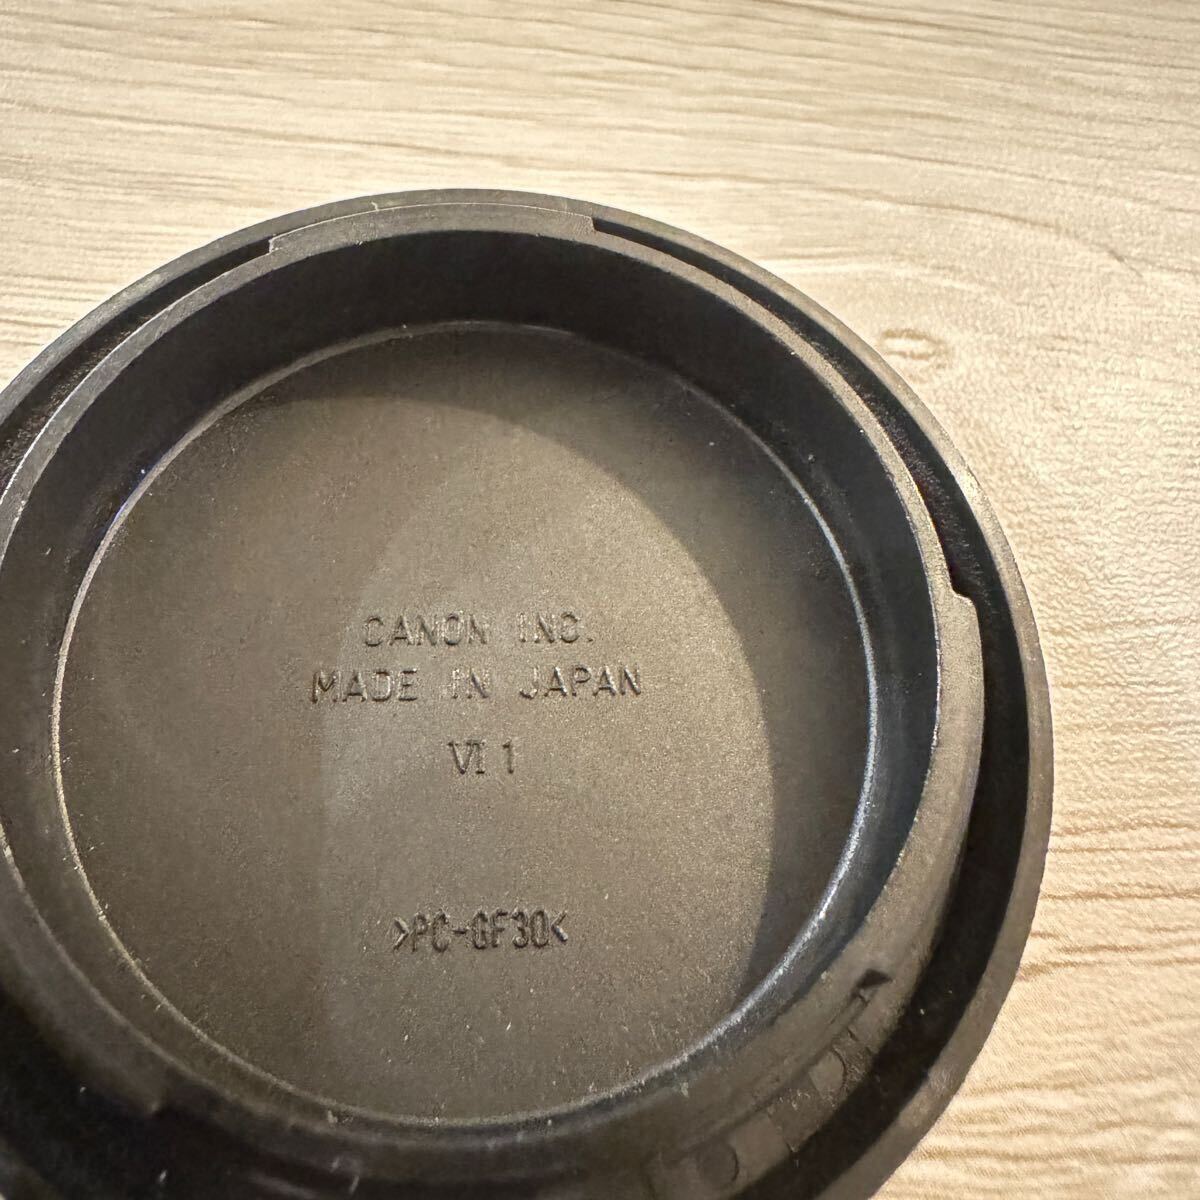 CANON INC.
MADE IN JAPAN
Ⅵ 1
>PC-GF30<